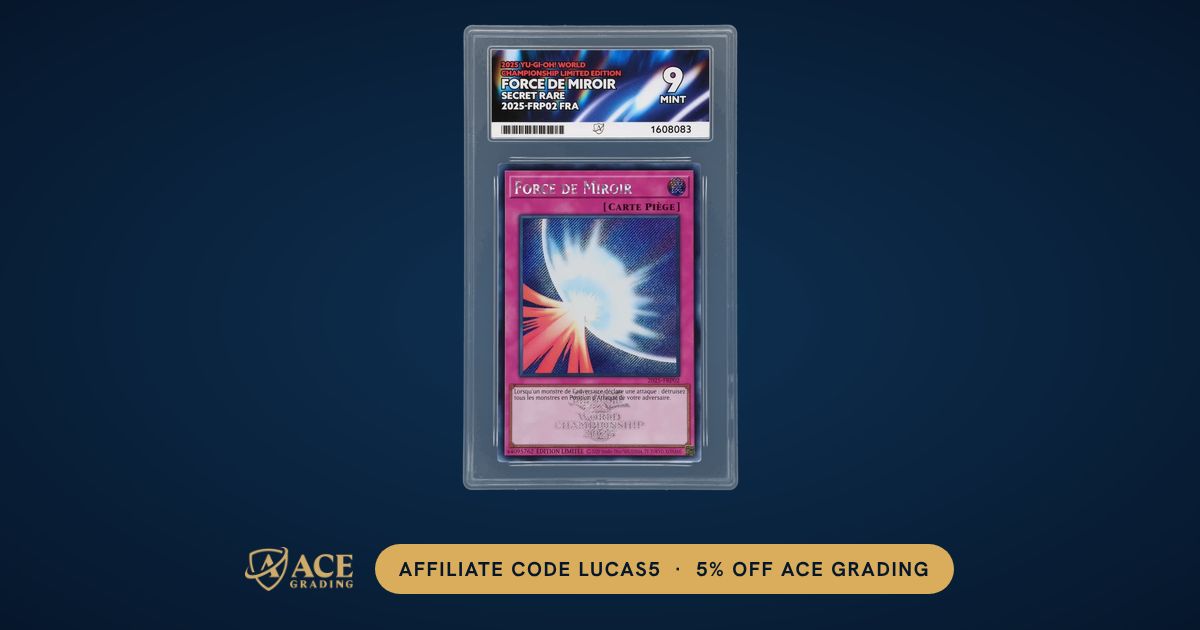 2025 YU-GI-OH! WORLD
CHAMPIONSHIP LIMITED EDITION
FORCE DE MIROIR
SECRET RARE
2025-FRP02 FRA
9
MINT
1608083
FORCE DE MIROIR
[CARTE PIÈGE]
2025-FRP02
Lorsqu'un monstre de l'adversaire déclare une attaque : détruisez
tous les monstres en Position d'Attaque de votre adversaire.
WORLD
CHAMPIONSHIP
2025
44095762 EDITION LIMITÉE
ACE
GRADING
AFFILIATE CODE LUCAS5 · 5% OFF ACE GRADING